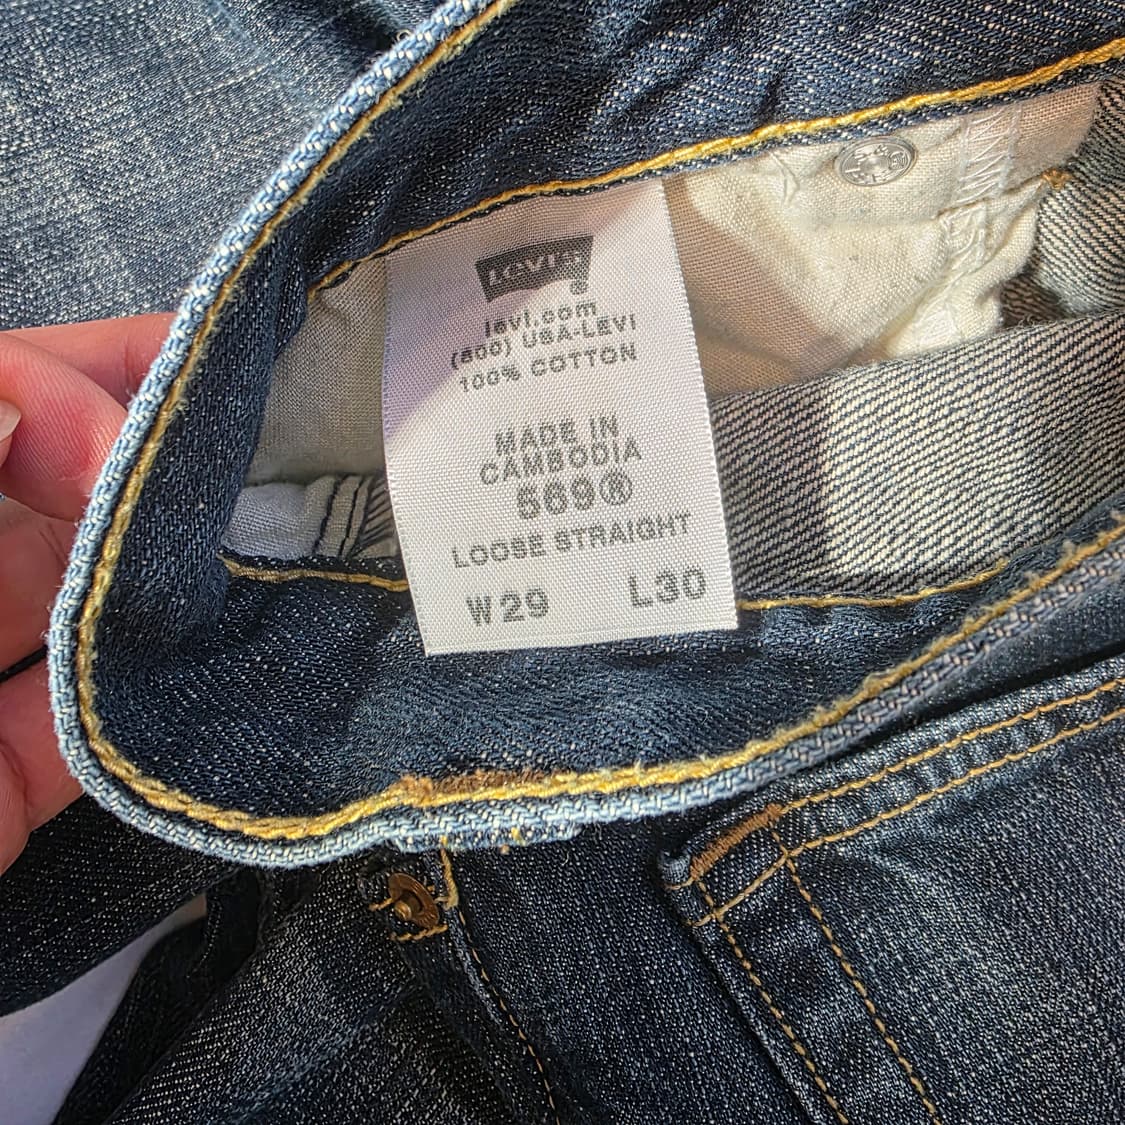 Levi's®
levi.com
(800) USA-LEVI
100% COTTON
MADE IN
CAMBODIA
569®
LOOSE STRAIGHT
W29 L30